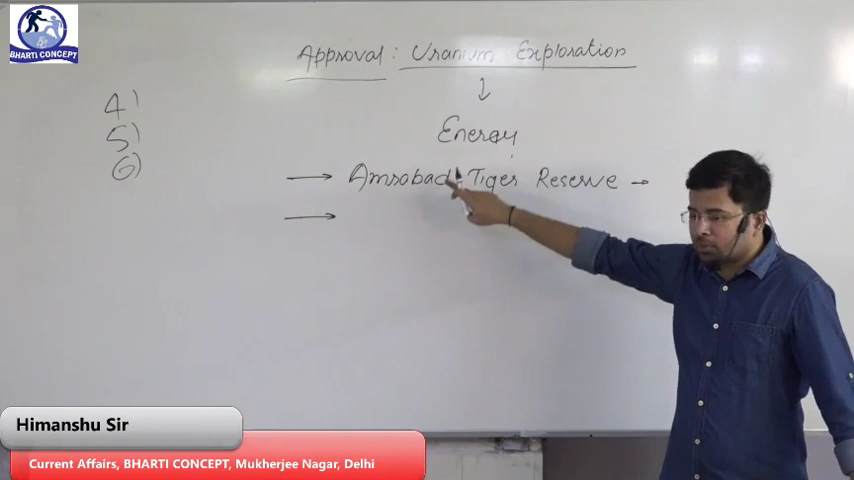 BHARTI CONCEPT
Approval : Uranium Exploration
4)
5)
6)
Energy
Amrabad Tiger Reserve
Himanshu Sir
Current Affairs, BHARTI CONCEPT, Mukherjee Nagar, Delhi